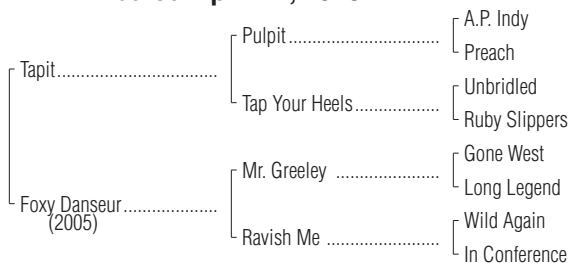 A.P. Indy
Pulpit
Preach
Tapit
Unbridled
Tap Your Heels
Ruby Slippers
Gone West
Mr. Greeley
Long Legend
Foxy Danseur
(2005)
Wild Again
Ravish Me
In Conference